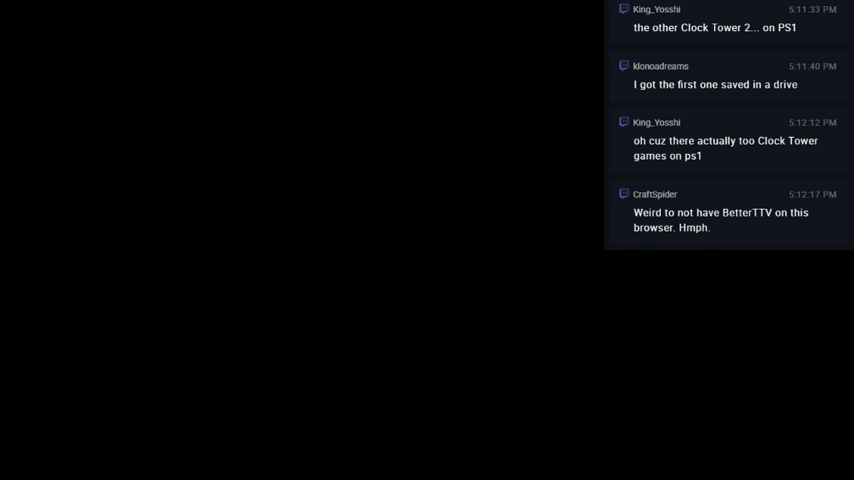 King_Yosshi 5:11:33 PM
the other Clock Tower 2... on PS1
klonoadreams 5:11:40 PM
I got the first one saved in a drive
King_Yosshi 5:12:12 PM
oh cuz there actually too Clock Tower
games on ps1
CraftSpider 5:12:17 PM
Weird to not have BetterTTV on this
browser. Hmph.